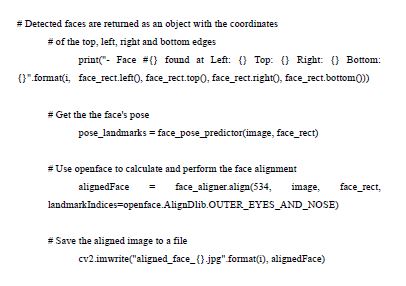 # Detected faces are returned as an object with the coordinates
# of the top, left, right and bottom edges
print("- Face #{} found at Left: {} Top: {} Right: {} Bottom:
{}".format(i, face_rect.left(), face_rect.top(), face_rect.right(), face_rect.bottom()))
# Get the the face's pose
pose_landmarks = face_pose_predictor(image, face_rect)
# Use openface to calculate and perform the face alignment
alignedFace = face_aligner.align(534, image, face_rect,
landmarkIndices=openface.AlignDlib.OUTER_EYES_AND_NOSE)
# Save the aligned image to a file
cv2.imwrite("aligned_face_{}.jpg".format(i), alignedFace)